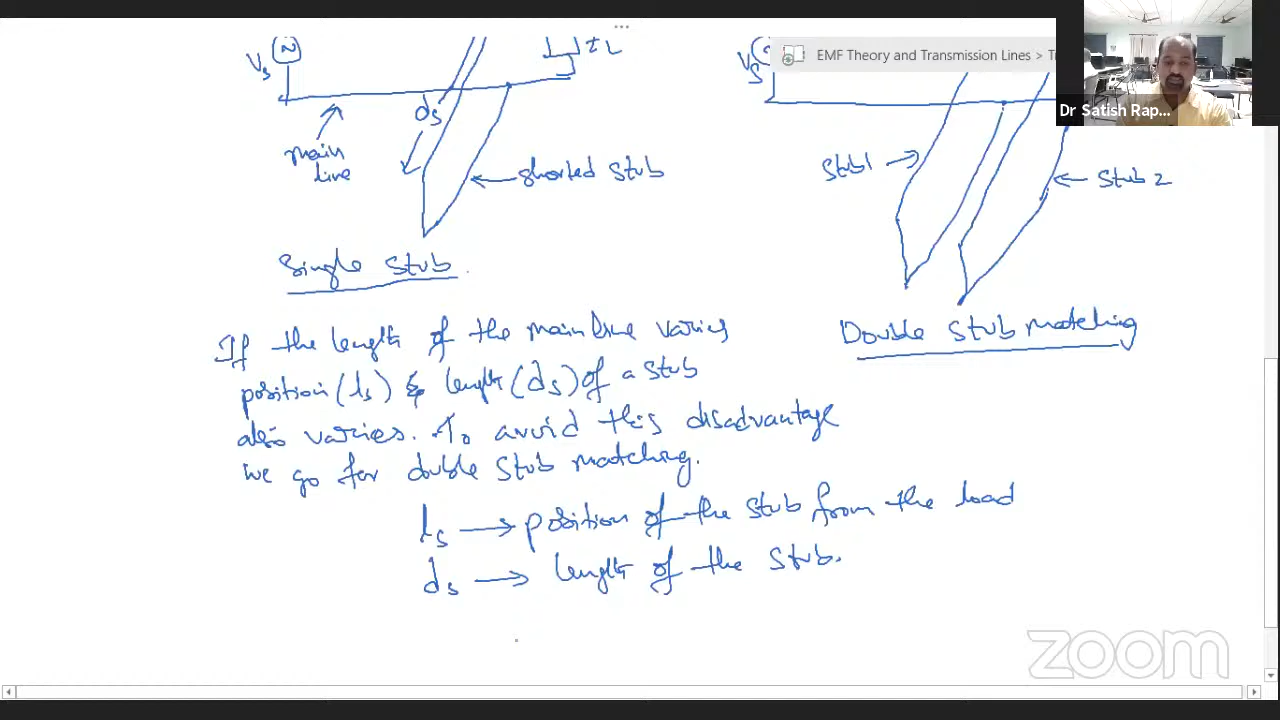 EMF Theory and Transmission Lines >
Dr Satish Rap...
Vs
~
ZL
Vs
ds
main
line
shorted stub
Single stub
stub1
stub 2
Double stub matching
If the length of the main line varies
position (ls) & length (ds) of a stub
also varies. To avoid this disadvantage
we go for double stub matching.
ls → position of the stub from the load
ds → length of the stub.
zoom